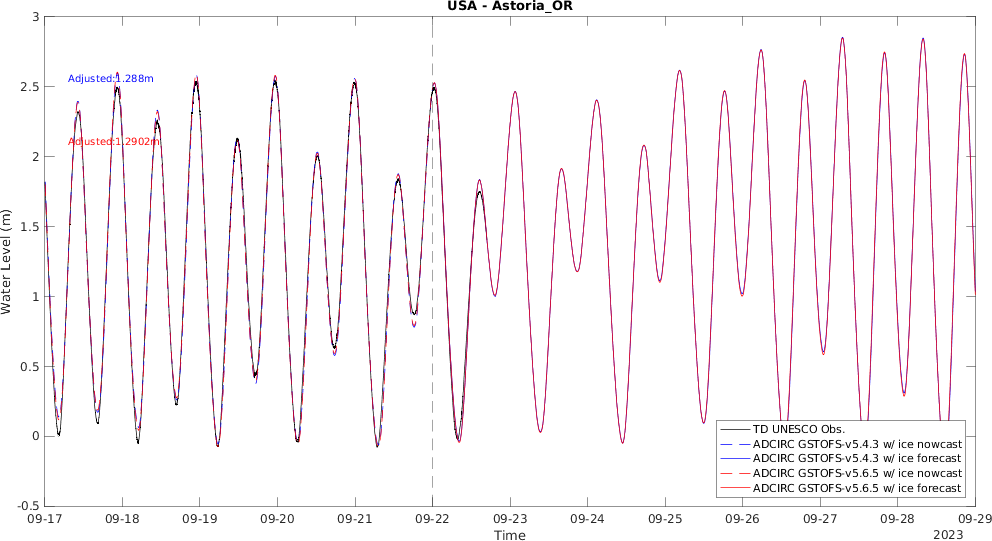 USA - Astoria_OR
3
2.5
2
1.5
1
0.5
0
-0.5
Water Level (m)
Adjusted:1.288m
Adjusted:1.2902m
TD UNESCO Obs.
ADCIRC GSTOFS-v5.4.3 w/ ice nowcast
ADCIRC GSTOFS-v5.4.3 w/ ice forecast
ADCIRC GSTOFS-v5.6.5 w/ ice nowcast
ADCIRC GSTOFS-v5.6.5 w/ ice forecast
09-17 09-18 09-19 09-20 09-21 09-22 09-23 09-24 09-25 09-26 09-27 09-28 09-29
Time
2023